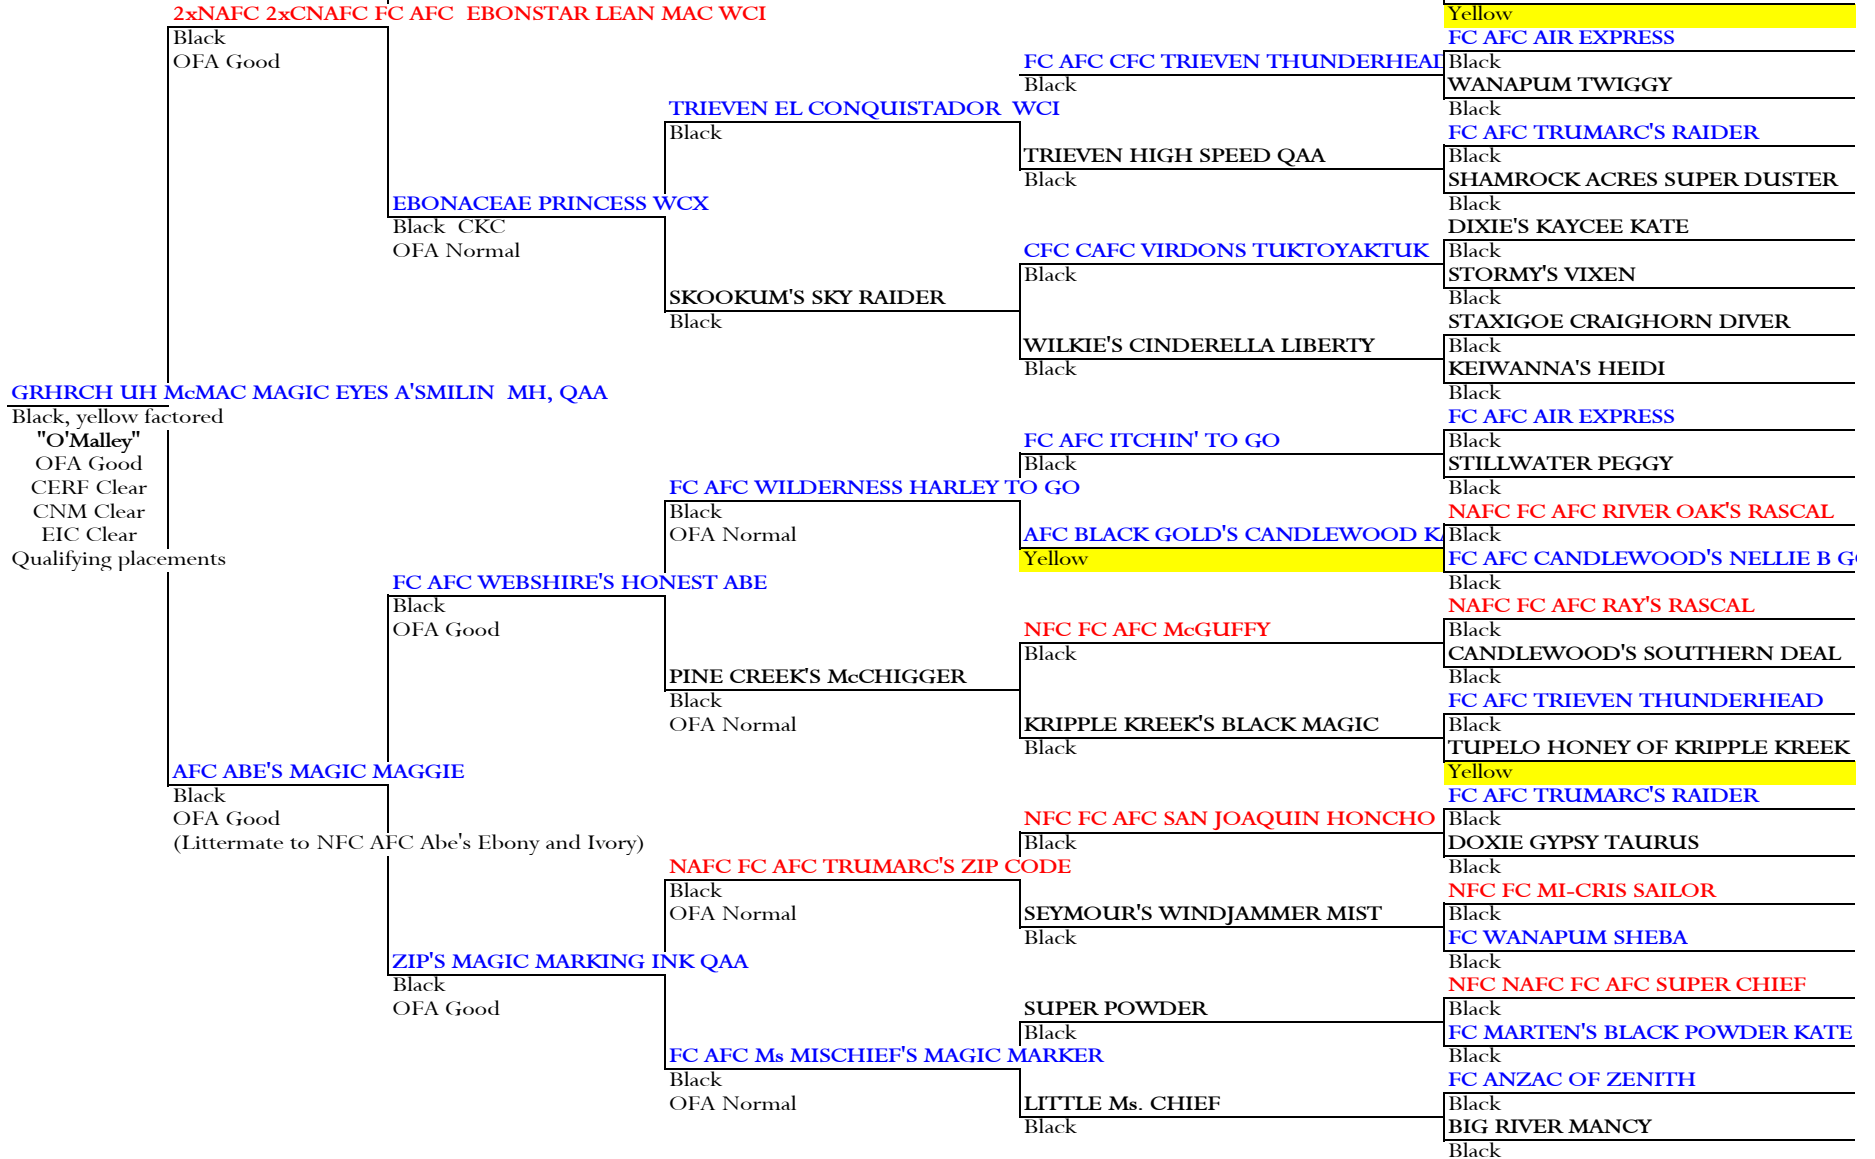 2xNAFC 2xCNAFC FC AFC EBONSTAR LEAN MAC WCI
Black
OFA Good
Yellow
FC AFC AIR EXPRESS
FC AFC CFC TRIEVEN THUNDERHEAD
Black
Black
WANAPUM TWIGGY
Black
TRIEVEN EL CONQUISTADOR WCI
Black
FC AFC TRUMARC'S RAIDER
Black
TRIEVEN HIGH SPEED QAA
Black
SHAMROCK ACRES SUPER DUSTER
Black
EBONACEAE PRINCESS WCX
Black CKC
OFA Normal
DIXIE'S KAYCEE KATE
Black
CFC CAFC VIRDONS TUKTOYAKTUK
Black
STORMY'S VIXEN
Black
SKOOKUM'S SKY RAIDER
Black
STAXIGOE CRAIGHORN DIVER
Black
WILKIE'S CINDERELLA LIBERTY
Black
KEIWANNA'S HEIDI
Black
GRHRCH UH McMAC MAGIC EYES A'SMILIN MH, QAA
Black, yellow factored
"O'Malley"
OFA Good
CERF Clear
CNM Clear
EIC Clear
Qualifying placements
FC AFC AIR EXPRESS
Black
FC AFC ITCHIN' TO GO
Black
STILLWATER PEGGY
Black
FC AFC WILDERNESS HARLEY TO GO
Black
OFA Normal
NAFC FC AFC RIVER OAK'S RASCAL
Black
AFC BLACK GOLD'S CANDLEWOOD
Yellow
FC AFC CANDLEWOOD'S NELLIE B
Black
FC AFC WEBSHIRE'S HONEST ABE
Black
OFA Good
NAFC FC AFC RAY'S RASCAL
Black
NFC FC AFC McGUFFY
Black
CANDLEWOOD'S SOUTHERN DEAL
Black
PINE CREEK'S McCHIGGER
Black
OFA Normal
FC AFC TRIEVEN THUNDERHEAD
Black
KRIPPLE KREEK'S BLACK MAGIC
Black
TUPELO HONEY OF KRIPPLE KREEK
Yellow
AFC ABE'S MAGIC MAGGIE
Black
OFA Good
(Littermate to NFC AFC Abe's Ebony and Ivory)
FC AFC TRUMARC'S RAIDER
Black
NFC FC AFC SAN JOAQUIN HONCHO
Black
DOXIE GYPSY TAURUS
Black
NAFC FC AFC TRUMARC'S ZIP CODE
Black
OFA Normal
NFC FC MI-CRIS SAILOR
Black
SEYMOUR'S WINDJAMMER MIST
Black
FC WANAPUM SHEBA
Black
ZIP'S MAGIC MARKING INK QAA
Black
OFA Good
NFC NAFC FC AFC SUPER CHIEF
Black
SUPER POWDER
Black
FC MARTEN'S BLACK POWDER KATE
Black
FC AFC Ms MISCHIEF'S MAGIC MARKER
Black
OFA Normal
FC ANZAC OF ZENITH
Black
LITTLE Ms. CHIEF
Black
BIG RIVER MANCY
Black